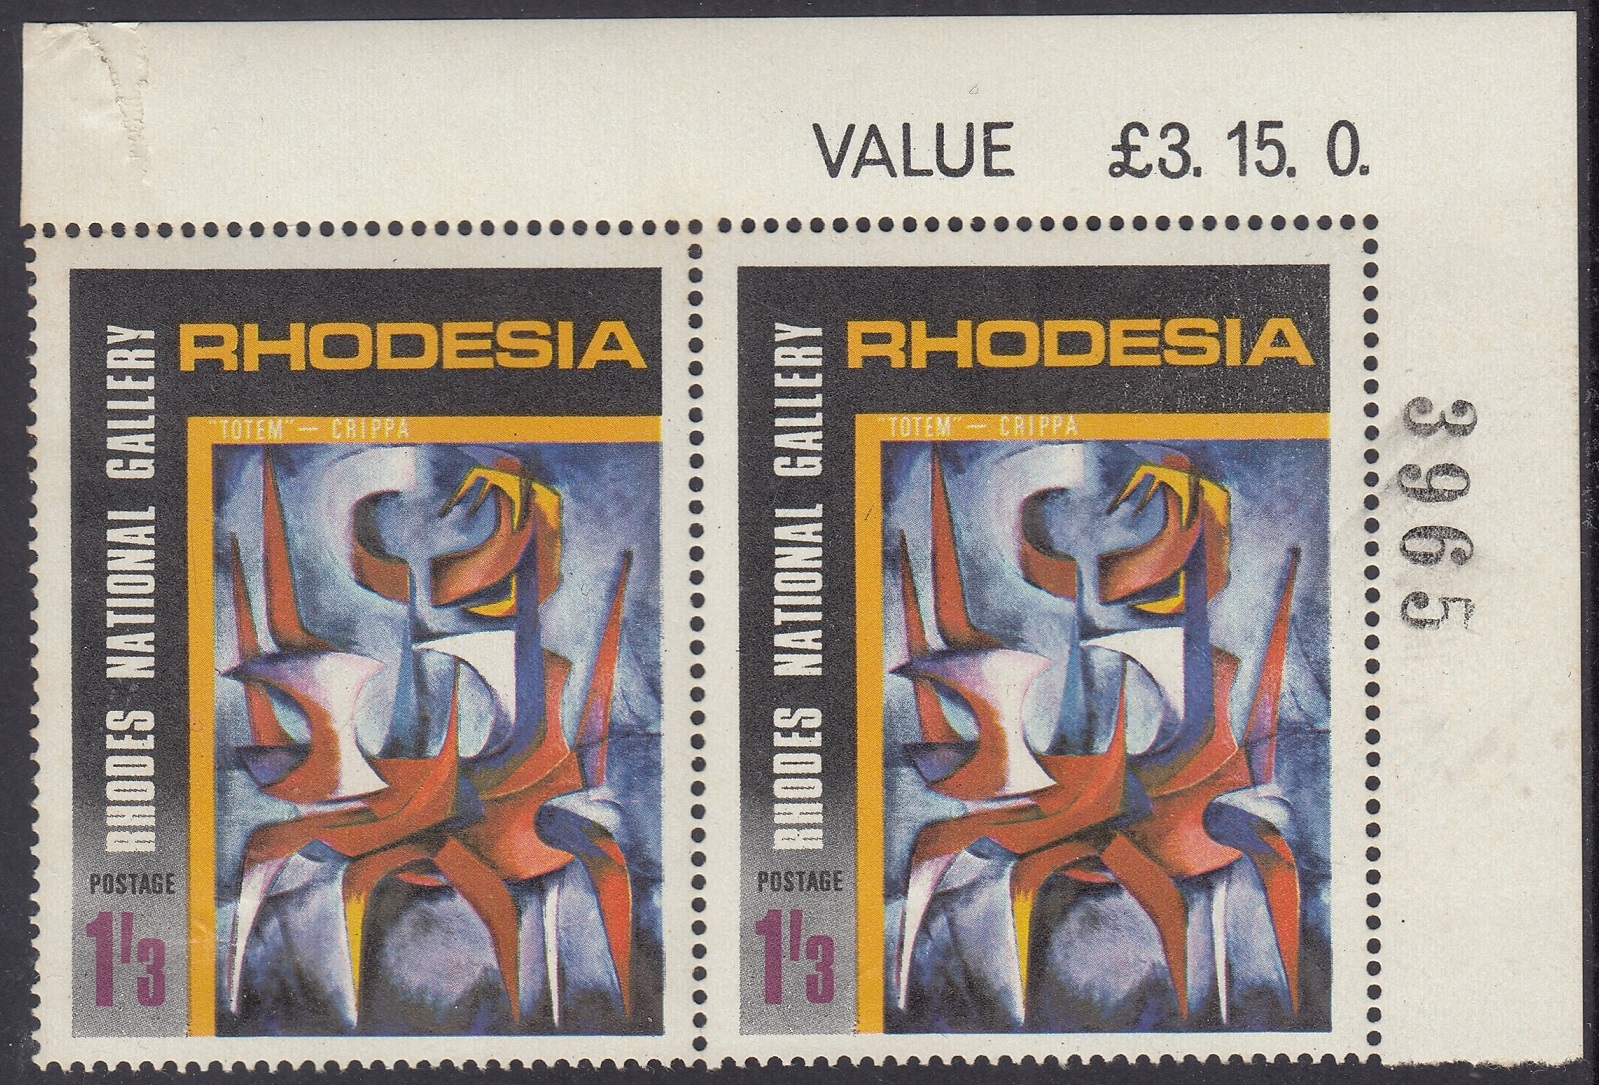 VALUE £3. 15. 0.
RHODESIA
"TOTEM" — CRIPPA
RHODES NATIONAL GALLERY
POSTAGE
1'/3
RHODESIA
"TOTEM" — CRIPPA
RHODES NATIONAL GALLERY
POSTAGE
1'/3
3965